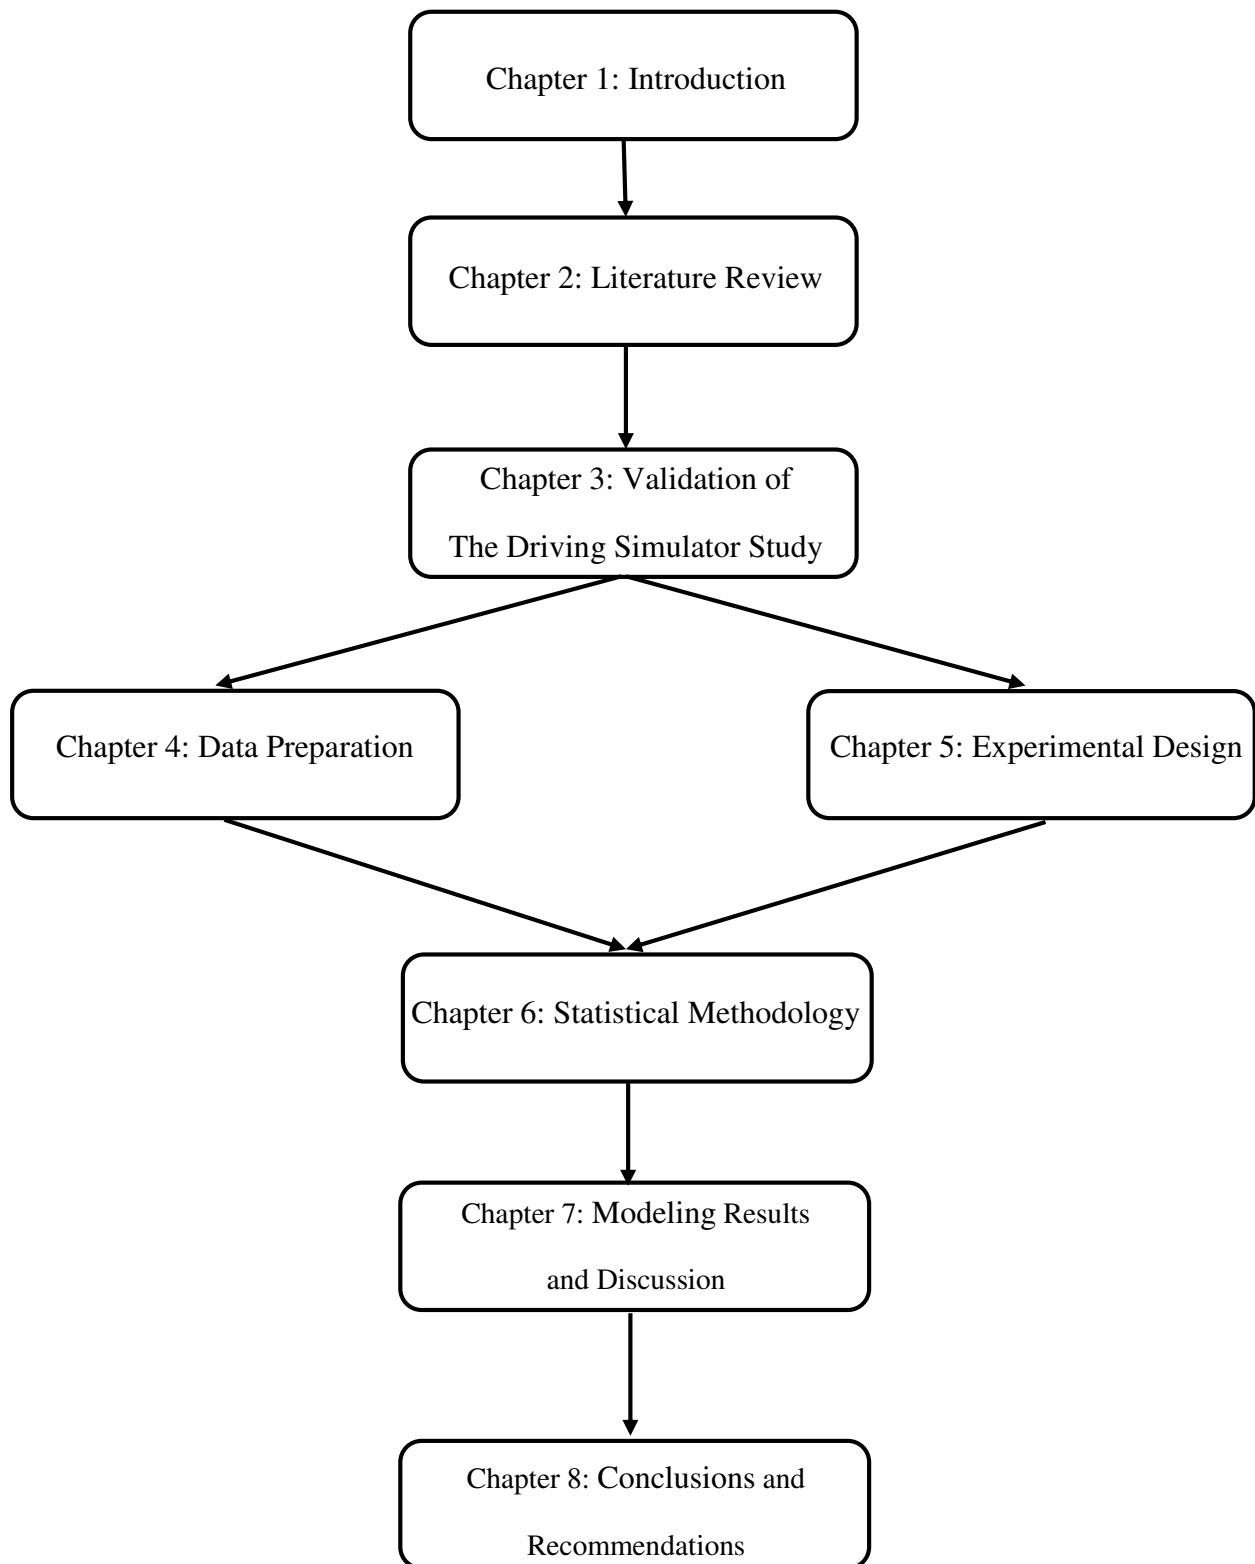 Chapter 1: Introduction
Chapter 2: Literature Review
Chapter 3: Validation of
The Driving Simulator Study
Chapter 4: Data Preparation
Chapter 5: Experimental Design
Chapter 6: Statistical Methodology
Chapter 7: Modeling Results
and Discussion
Chapter 8: Conclusions and
Recommendations